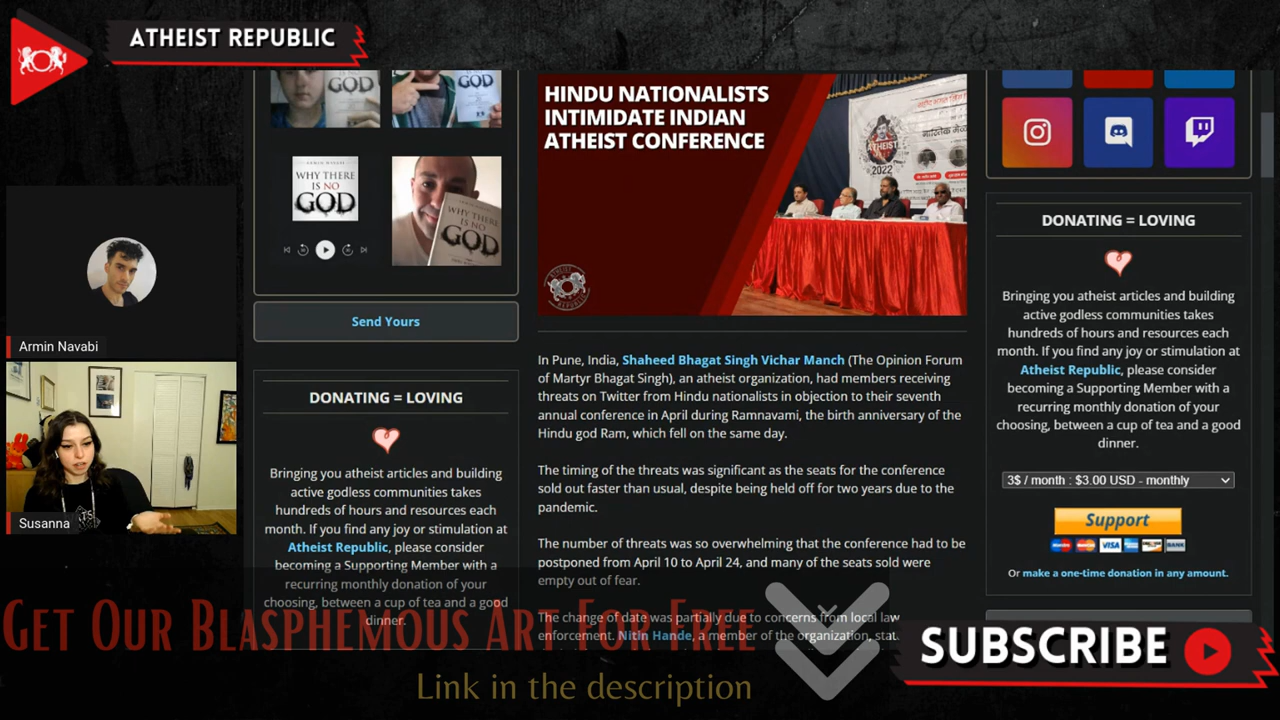 ATHEIST REPUBLIC
Armin Navabi
Susanna
GOD
GOD
WHY THERE
IS NO
GOD
WHY THERE
IS NO
GOD
Send Yours
DONATING = LOVING
Bringing you atheist articles and building
active godless communities takes
hundreds of hours and resources each
month. If you find any joy or stimulation at
Atheist Republic, please consider
becoming a Supporting Member with a
recurring monthly donation of your
choosing, between a cup of tea and a good
dinner.
HINDU NATIONALISTS
INTIMIDATE INDIAN
ATHEIST CONFERENCE
ATHEIST
2022
In Pune, India, Shaheed Bhagat Singh Vichar Manch (The Opinion Forum
of Martyr Bhagat Singh), an atheist organization, had members receiving
threats on Twitter from Hindu nationalists in objection to their seventh
annual conference in April during Ramnavami, the birth anniversary of the
Hindu god Ram, which fell on the same day.
The timing of the threats was significant as the seats for the conference
sold out faster than usual, despite being held off for two years due to the
pandemic.
The number of threats was so overwhelming that the conference had to be
postponed from April 10 to April 24, and many of the seats sold were
empty out of fear.
The change of date was partially due to concerns from local law
enforcement. Nitin Hande, a member of the organization, stat
DONATING = LOVING
Bringing you atheist articles and building
active godless communities takes
hundreds of hours and resources each
month. If you find any joy or stimulation at
Atheist Republic, please consider
becoming a Supporting Member with a
recurring monthly donation of your
choosing, between a cup of tea and a good
dinner.
3$ / month : $3.00 USD - monthly
Support
VISA
BANK
Or make a one-time donation in any amount.
Get Our Blasphemous Art For Free
Link in the description
SUBSCRIBE